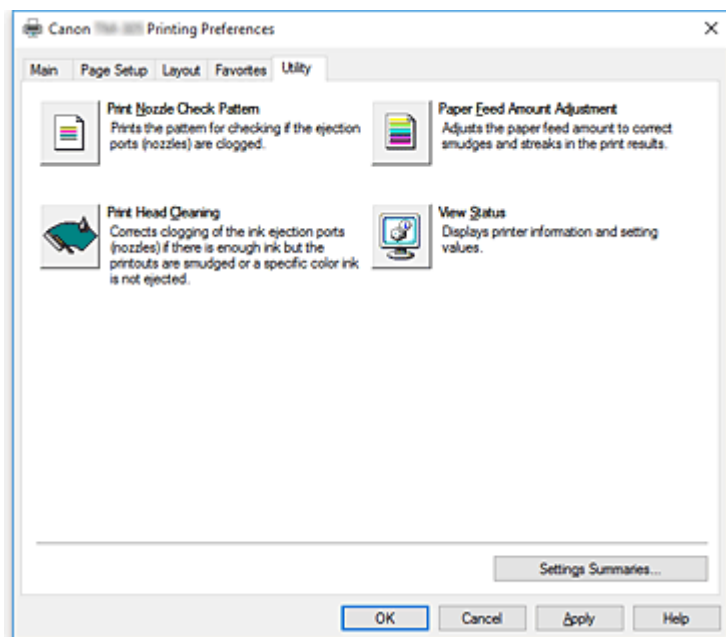 Canon Printing Preferences
Main Page Setup Layout Favorites Utility
Print Nozzle Check Pattern
Prints the pattern for checking if the ejection
ports (nozzles) are clogged.
Paper Feed Amount Adjustment
Adjusts the paper feed amount to correct
smudges and streaks in the print results.
Print Head Cleaning
Corrects clogging of the ink ejection ports
(nozzles) if there is enough ink but the
printouts are smudged or a specific color ink
is not ejected.
View Status
Displays printer information and setting
values.
Settings Summaries...
OK Cancel Apply Help